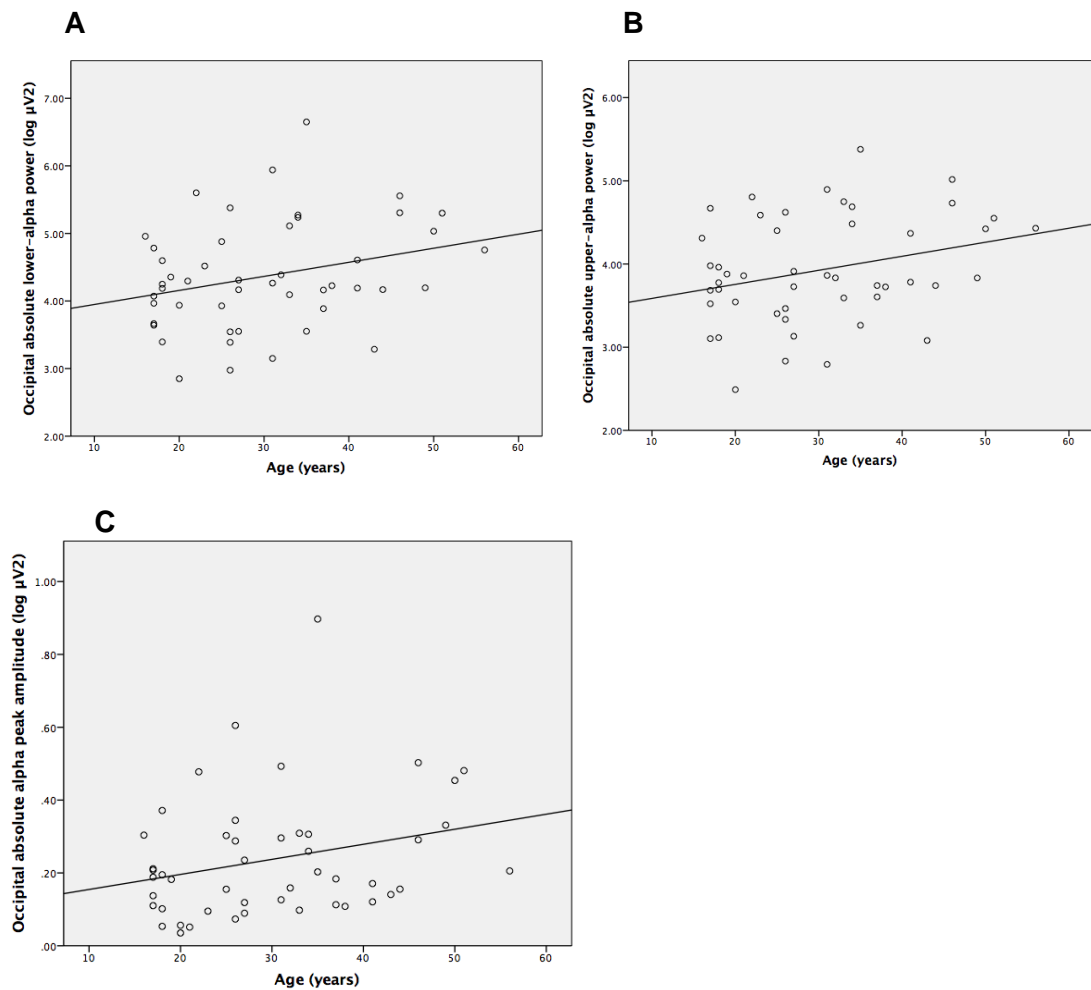 A
Occipital absolute lower-alpha power (log µV2)
7.00
6.00
5.00
4.00
3.00
2.00
10 20 30 40 50 60
Age (years)
B
Occipital absolute upper-alpha power (log µV2)
6.00
5.00
4.00
3.00
2.00
10 20 30 40 50 60
Age (years)
C
Occipital absolute alpha peak amplitude (log µV2)
1.00
.80
.60
.40
.20
.00
10 20 30 40 50 60
Age (years)